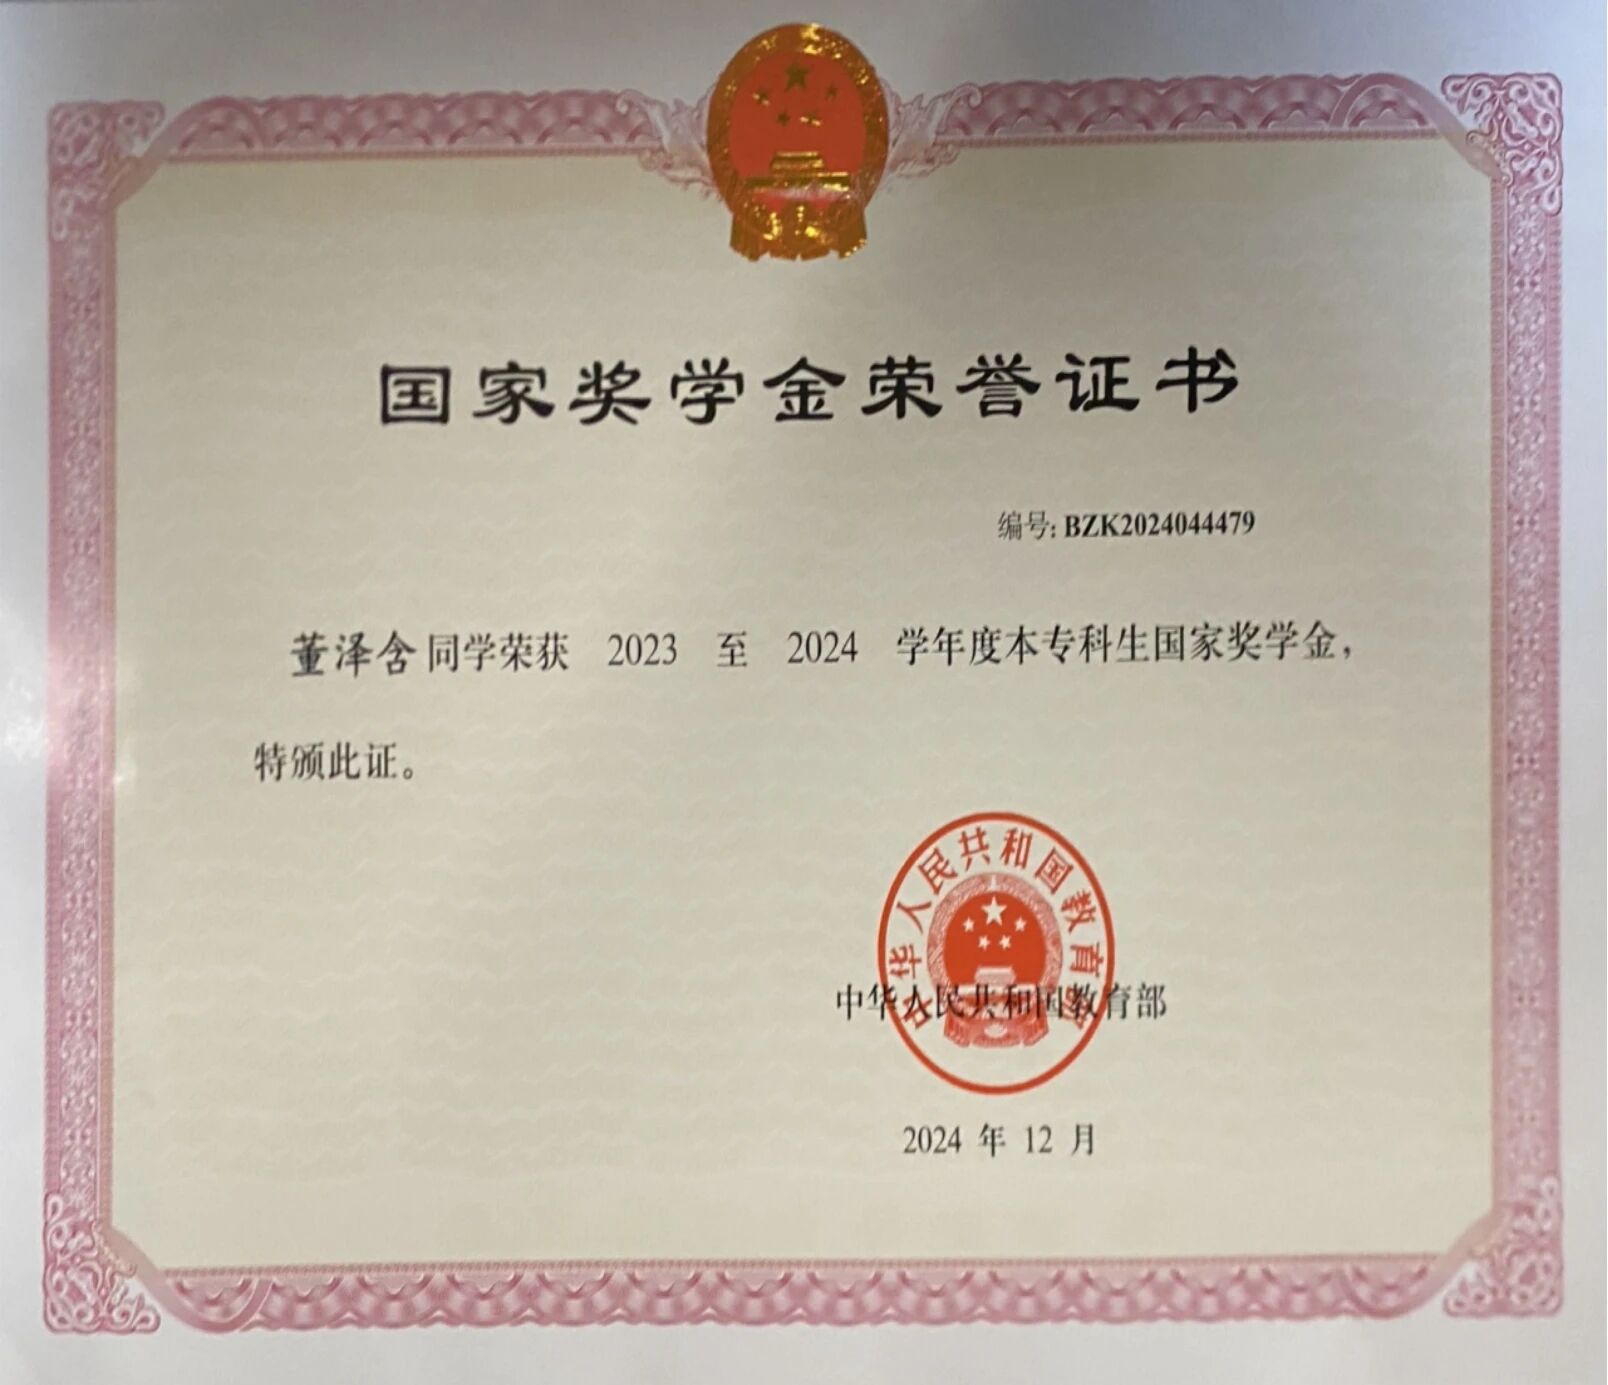 国家奖学金荣誉证书
编号: BZK2024044479
董泽含同学荣获 2023 至 2024 学年度本专科生国家奖学金，
特颁此证。
中华人民共和国教育部
中华人民共和国教育部
2024 年 12 月